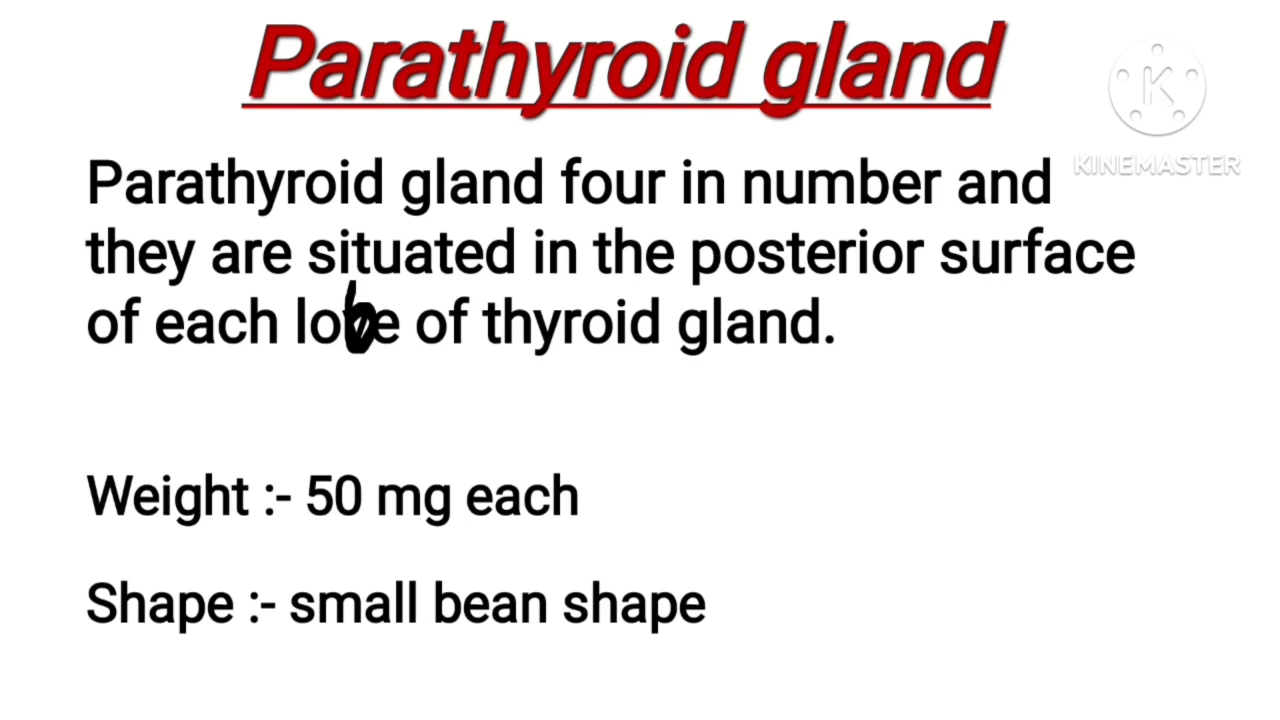 Parathyroid gland
K
KINEMASTER
Parathyroid gland four in number and
they are situated in the posterior surface
of each lobe of thyroid gland.
Weight :- 50 mg each
Shape :- small bean shape